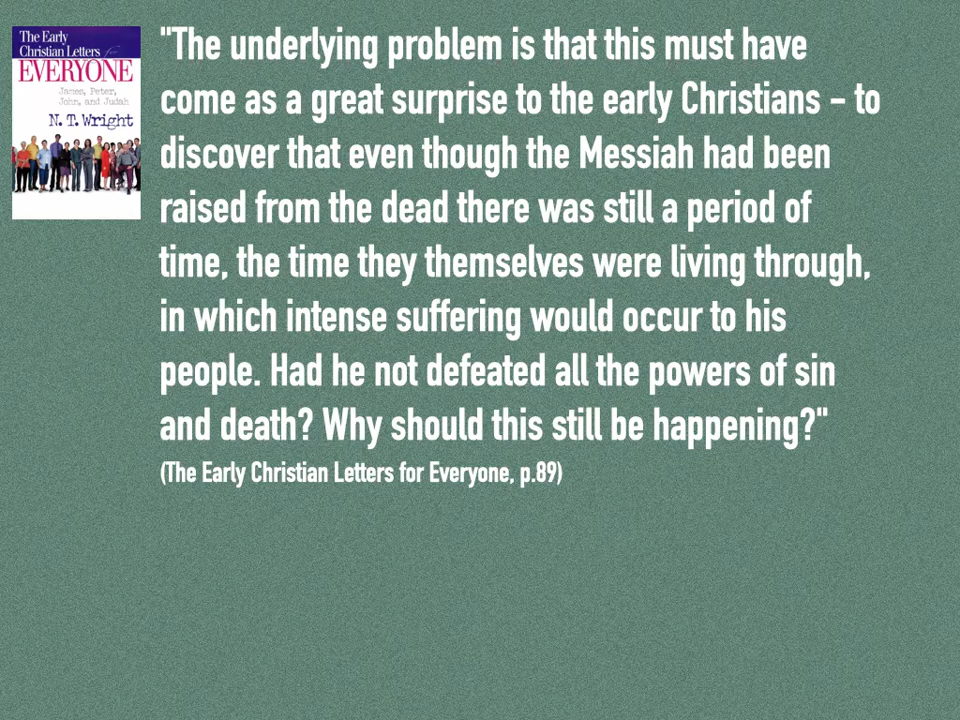 The Early
Christian Letters for
EVERYONE
James, Peter,
John, and Judah
N. T. Wright
"The underlying problem is that this must have
come as a great surprise to the early Christians – to
discover that even though the Messiah had been
raised from the dead there was still a period of
time, the time they themselves were living through,
in which intense suffering would occur to his
people. Had he not defeated all the powers of sin
and death? Why should this still be happening?"
(The Early Christian Letters for Everyone, p.89)